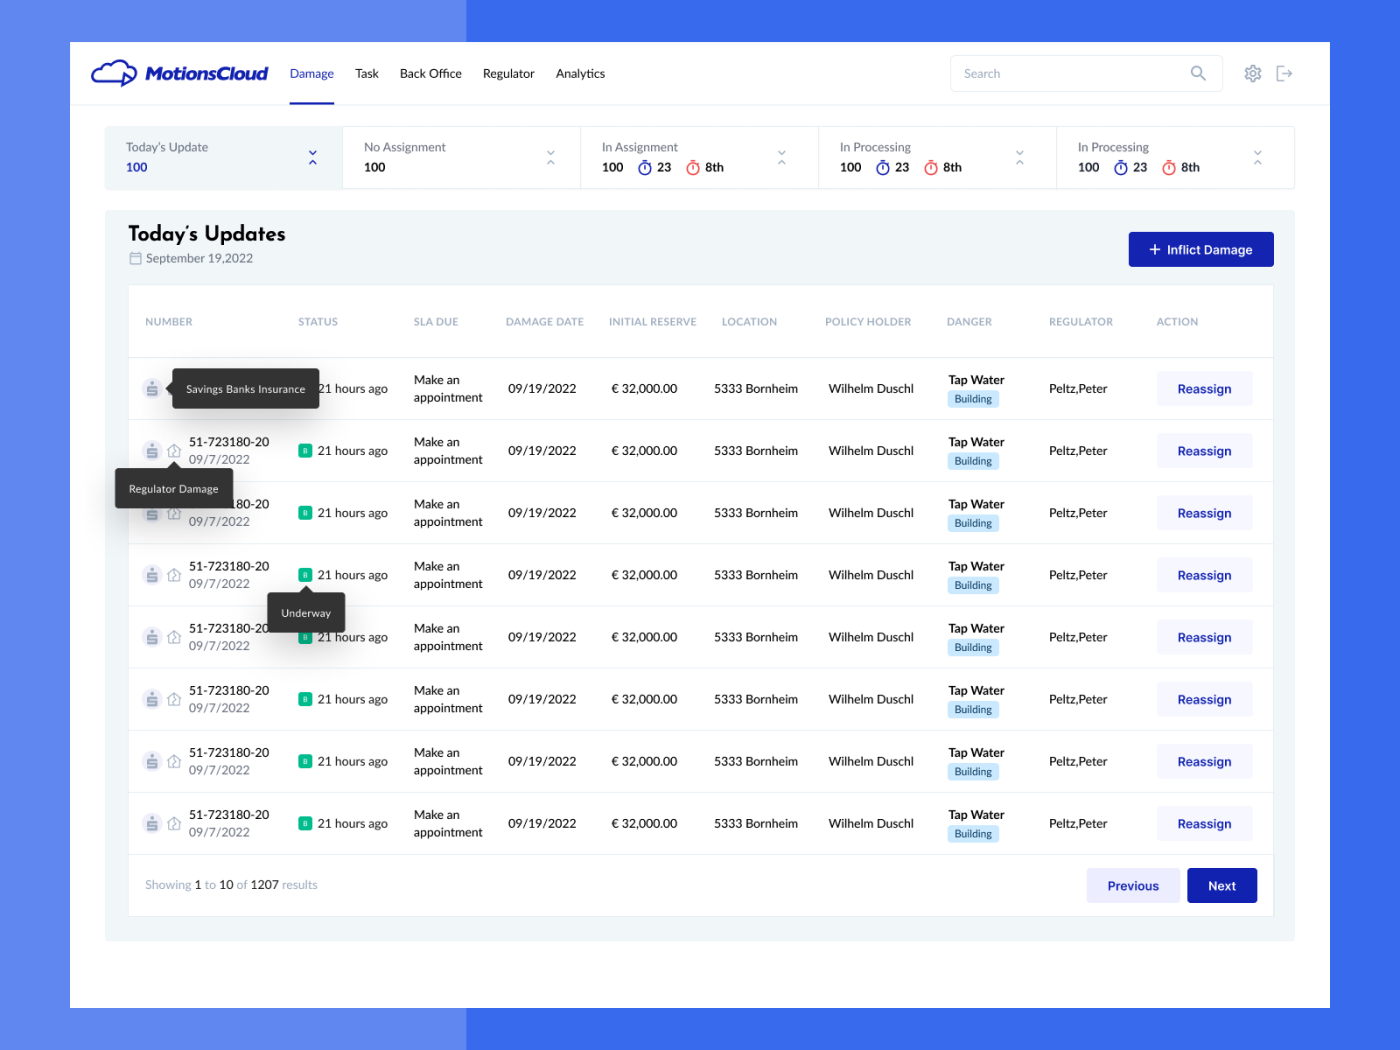 MotionsCloud Damage Task Back Office Regulator Analytics Search
Today's Update No Assignment In Assignment In Processing In Processing
100 100 100 23 8th 100 23 8th 100 23 8th
Today's Updates
September 19,2022
+ Inflict Damage
NUMBER STATUS SLA DUE DAMAGE DATE INITIAL RESERVE LOCATION POLICY HOLDER DANGER REGULATOR ACTION
Savings Banks Insurance 21 hours ago Make an appointment 09/19/2022 € 32,000.00 5333 Bornheim Wilhelm Duschl Tap Water Building Peltz,Peter Reassign
51-723180-20 09/7/2022 B 21 hours ago Make an appointment 09/19/2022 € 32,000.00 5333 Bornheim Wilhelm Duschl Tap Water Building Peltz,Peter Reassign
Regulator Damage
80-20 09/7/2022 B 21 hours ago Make an appointment 09/19/2022 € 32,000.00 5333 Bornheim Wilhelm Duschl Tap Water Building Peltz,Peter Reassign
51-723180-20 09/7/2022 B 21 hours ago Make an appointment 09/19/2022 € 32,000.00 5333 Bornheim Wilhelm Duschl Tap Water Building Peltz,Peter Reassign
Underway
51-723180-20 09/7/2022 B 21 hours ago Make an appointment 09/19/2022 € 32,000.00 5333 Bornheim Wilhelm Duschl Tap Water Building Peltz,Peter Reassign
51-723180-20 09/7/2022 B 21 hours ago Make an appointment 09/19/2022 € 32,000.00 5333 Bornheim Wilhelm Duschl Tap Water Building Peltz,Peter Reassign
51-723180-20 09/7/2022 B 21 hours ago Make an appointment 09/19/2022 € 32,000.00 5333 Bornheim Wilhelm Duschl Tap Water Building Peltz,Peter Reassign
51-723180-20 09/7/2022 B 21 hours ago Make an appointment 09/19/2022 € 32,000.00 5333 Bornheim Wilhelm Duschl Tap Water Building Peltz,Peter Reassign
Showing 1 to 10 of 1207 results Previous Next